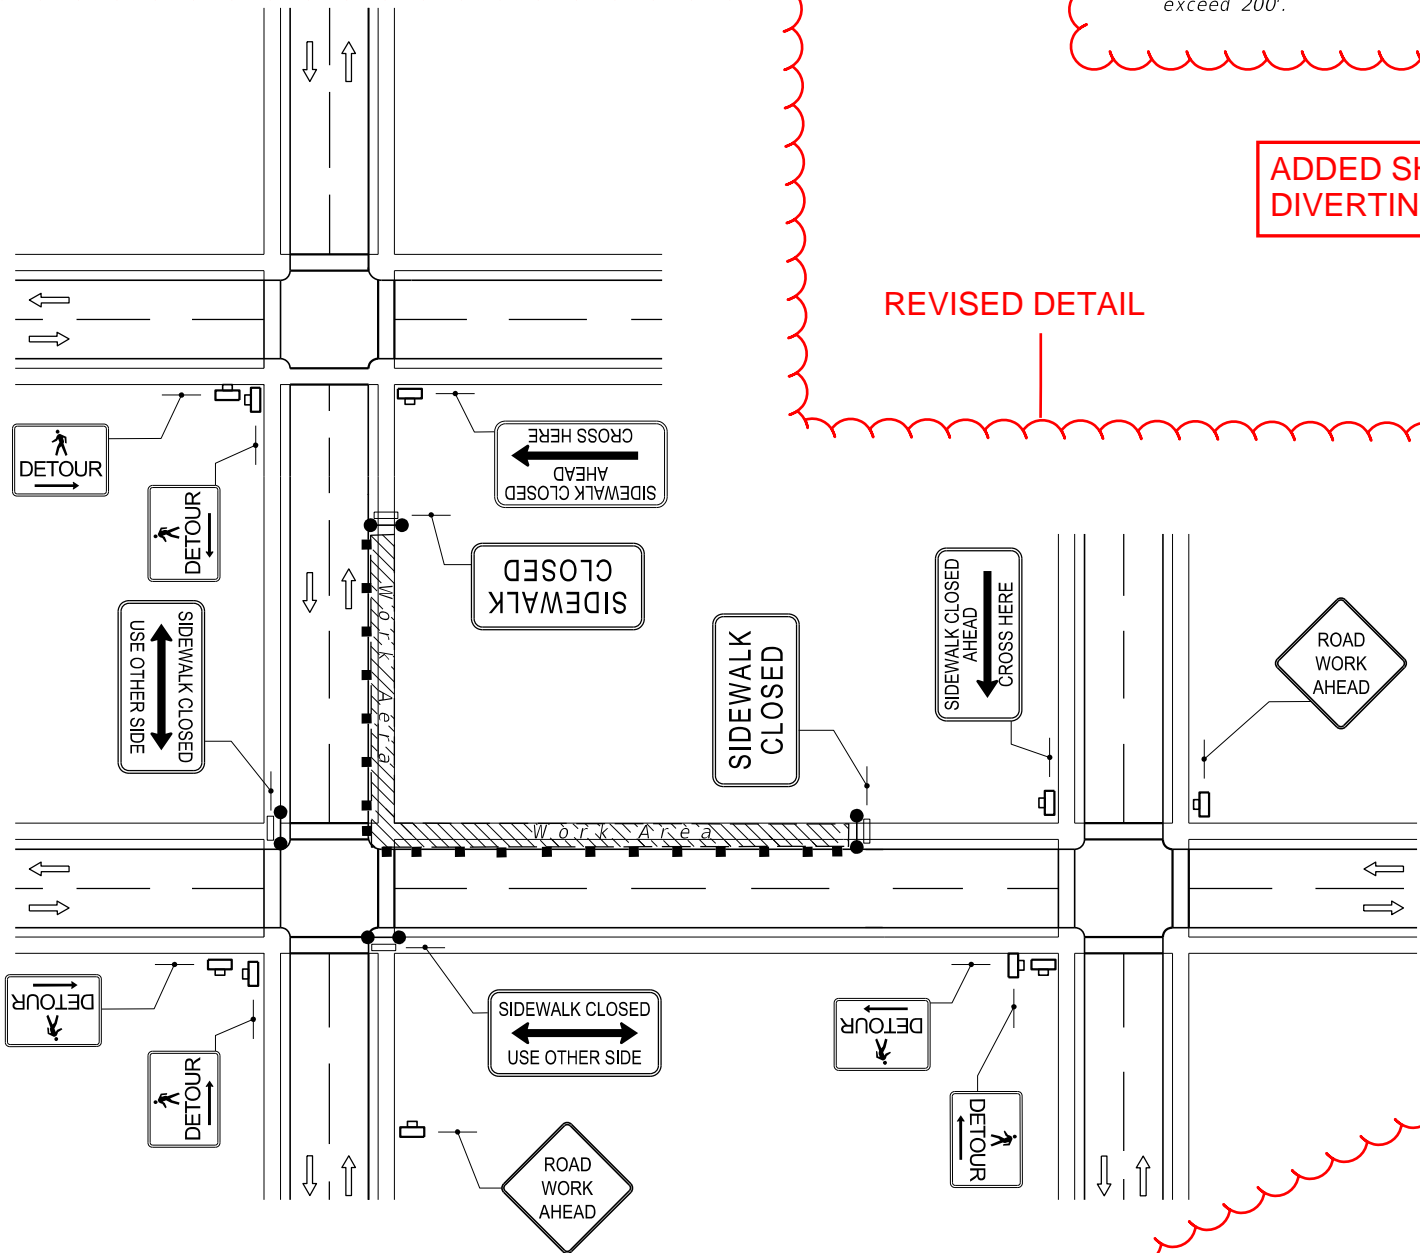 exceed 200'.
ADDED SH
DIVERTIN
REVISED DETAIL
DETOUR
DETOUR
SIDEWALK CLOSED
AHEAD
CROSS HERE
SIDEWALK
CLOSED
SIDEWALK CLOSED
USE OTHER SIDE
Work Aera
SIDEWALK
CLOSED
SIDEWALK CLOSED
AHEAD
CROSS HERE
ROAD
WORK
AHEAD
Work Area
DETOUR
DETOUR
SIDEWALK CLOSED
USE OTHER SIDE
DETOUR
DETOUR
ROAD
WORK
AHEAD